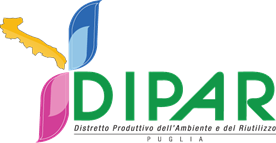 DIPAR
Distretto Produttivo dell'Ambiente e del Riutilizzo
PUGLIA